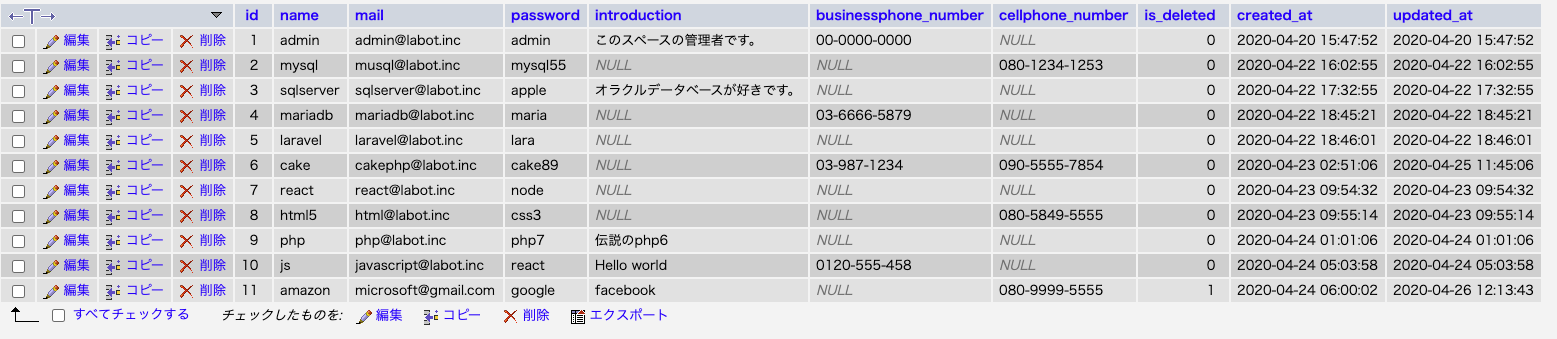 ←T→ ▼ id name mail password introduction businessphone_number cellphone_number is_deleted created_at updated_at
編集 コピー 削除 1 admin admin@labot.inc admin このスペースの管理者です。 00-0000-0000 NULL 0 2020-04-20 15:47:52 2020-04-20 15:47:52
編集 コピー 削除 2 mysql musql@labot.inc mysql55 NULL NULL 080-1234-1253 0 2020-04-22 16:02:55 2020-04-22 16:02:55
編集 コピー 削除 3 sqlserver sqlserver@labot.inc apple オラクルデータベースが好きです。 NULL NULL 0 2020-04-22 17:32:55 2020-04-22 17:32:55
編集 コピー 削除 4 mariadb mariadb@labot.inc maria NULL 03-6666-5879 NULL 0 2020-04-22 18:45:21 2020-04-22 18:45:21
編集 コピー 削除 5 laravel laravel@labot.inc lara NULL NULL NULL 0 2020-04-22 18:46:01 2020-04-22 18:46:01
編集 コピー 削除 6 cake cakephp@labot.inc cake89 NULL 03-987-1234 090-5555-7854 0 2020-04-23 02:51:06 2020-04-25 11:45:06
編集 コピー 削除 7 react react@labot.inc node NULL NULL NULL 0 2020-04-23 09:54:32 2020-04-23 09:54:32
編集 コピー 削除 8 html5 html@labot.inc css3 NULL NULL 080-5849-5555 0 2020-04-23 09:55:14 2020-04-23 09:55:14
編集 コピー 削除 9 php php@labot.inc php7 伝説のphp6 NULL NULL 0 2020-04-24 01:01:06 2020-04-24 01:01:06
編集 コピー 削除 10 js javascript@labot.inc react Hello world 0120-555-458 NULL 0 2020-04-24 05:03:58 2020-04-24 05:03:58
編集 コピー 削除 11 amazon microsoft@gmail.com google facebook NULL 080-9999-5555 1 2020-04-24 06:00:02 2020-04-26 12:13:43
すべてチェックする チェックしたものを: 編集 コピー 削除 エクスポート